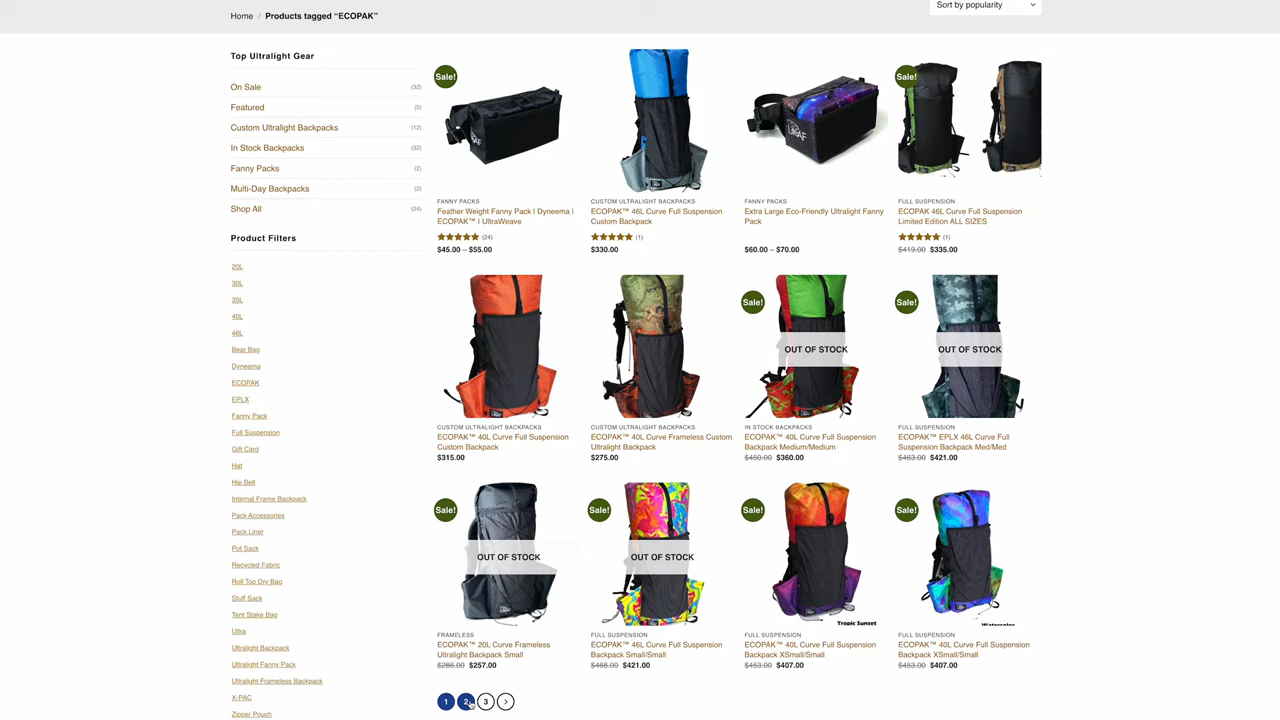 Sort by popularity
Home / Products tagged “ECOPAK”
Top Ultralight Gear
On Sale (32)
Featured (5)
Custom Ultralight Backpacks (12)
In Stock Backpacks (32)
Fanny Packs (2)
Multi-Day Backpacks (2)
Shop All (24)
Product Filters
20L
30L
35L
40L
46L
Bear Bag
Dyneema
ECOPAK
EPLX
Fanny Pack
Full Suspension
Gift Card
Hat
Hip Belt
Internal Frame Backpack
Pack Accessories
Pack Liner
Pot Sack
Recycled Fabric
Roll Top Dry Bag
Stuff Sack
Tent Stake Bag
Ultra
Ultralight Backpack
Ultralight Fanny Pack
Ultralight Frameless Backpack
X-PAC
Zipper Pouch
Sale!
FANNY PACKS
Feather Weight Fanny Pack | Dyneema |
ECOPAK™ | UltraWeave
(24)
$45.00 – $55.00
CUSTOM ULTRALIGHT BACKPACKS
ECOPAK™ 46L Curve Full Suspension
Custom Backpack
(1)
$330.00
FANNY PACKS
Extra Large Eco-Friendly Ultralight Fanny
Pack
$60.00 – $70.00
Sale!
FULL SUSPENSION
ECOPAK 46L Curve Full Suspension
Limited Edition ALL SIZES
(1)
$419.00 $335.00
CUSTOM ULTRALIGHT BACKPACKS
ECOPAK™ 40L Curve Full Suspension
Custom Backpack
$315.00
CUSTOM ULTRALIGHT BACKPACKS
ECOPAK™ 40L Curve Frameless Custom
Ultralight Backpack
$275.00
Sale!
OUT OF STOCK
IN STOCK BACKPACKS
ECOPAK™ 40L Curve Full Suspension
Backpack Medium/Medium
$450.00 $360.00
Sale!
OUT OF STOCK
FULL SUSPENSION
ECOPAK™ EPLX 46L Curve Full
Suspension Backpack Med/Med
$463.00 $421.00
Sale!
OUT OF STOCK
FRAMELESS
ECOPAK™ 20L Curve Frameless
Ultralight Backpack Small
$286.00 $257.00
Sale!
OUT OF STOCK
FULL SUSPENSION
ECOPAK™ 46L Curve Full Suspension
Backpack Small/Small
$468.00 $421.00
Sale!
Tropic Sunset
FULL SUSPENSION
ECOPAK™ 40L Curve Full Suspension
Backpack XSmall/Small
$453.00 $407.00
Sale!
Watercolor
FULL SUSPENSION
ECOPAK™ 40L Curve Full Suspension
Backpack XSmall/Small
$453.00 $407.00
1 2 3 >